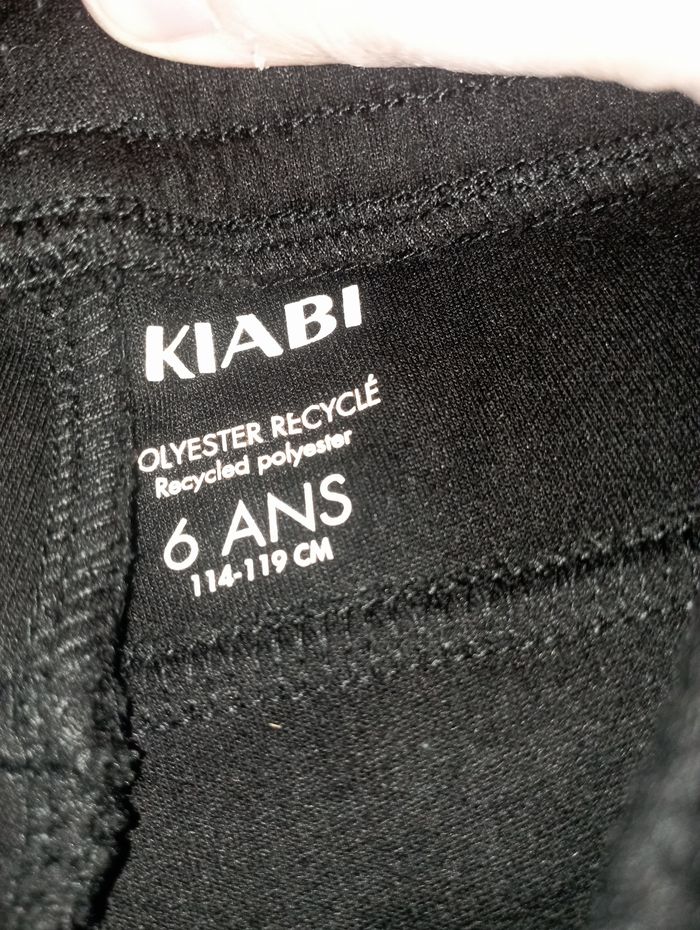 KIABI
OLYESTER RECYCLÉ
Recycled polyester
6 ANS
114-119 CM